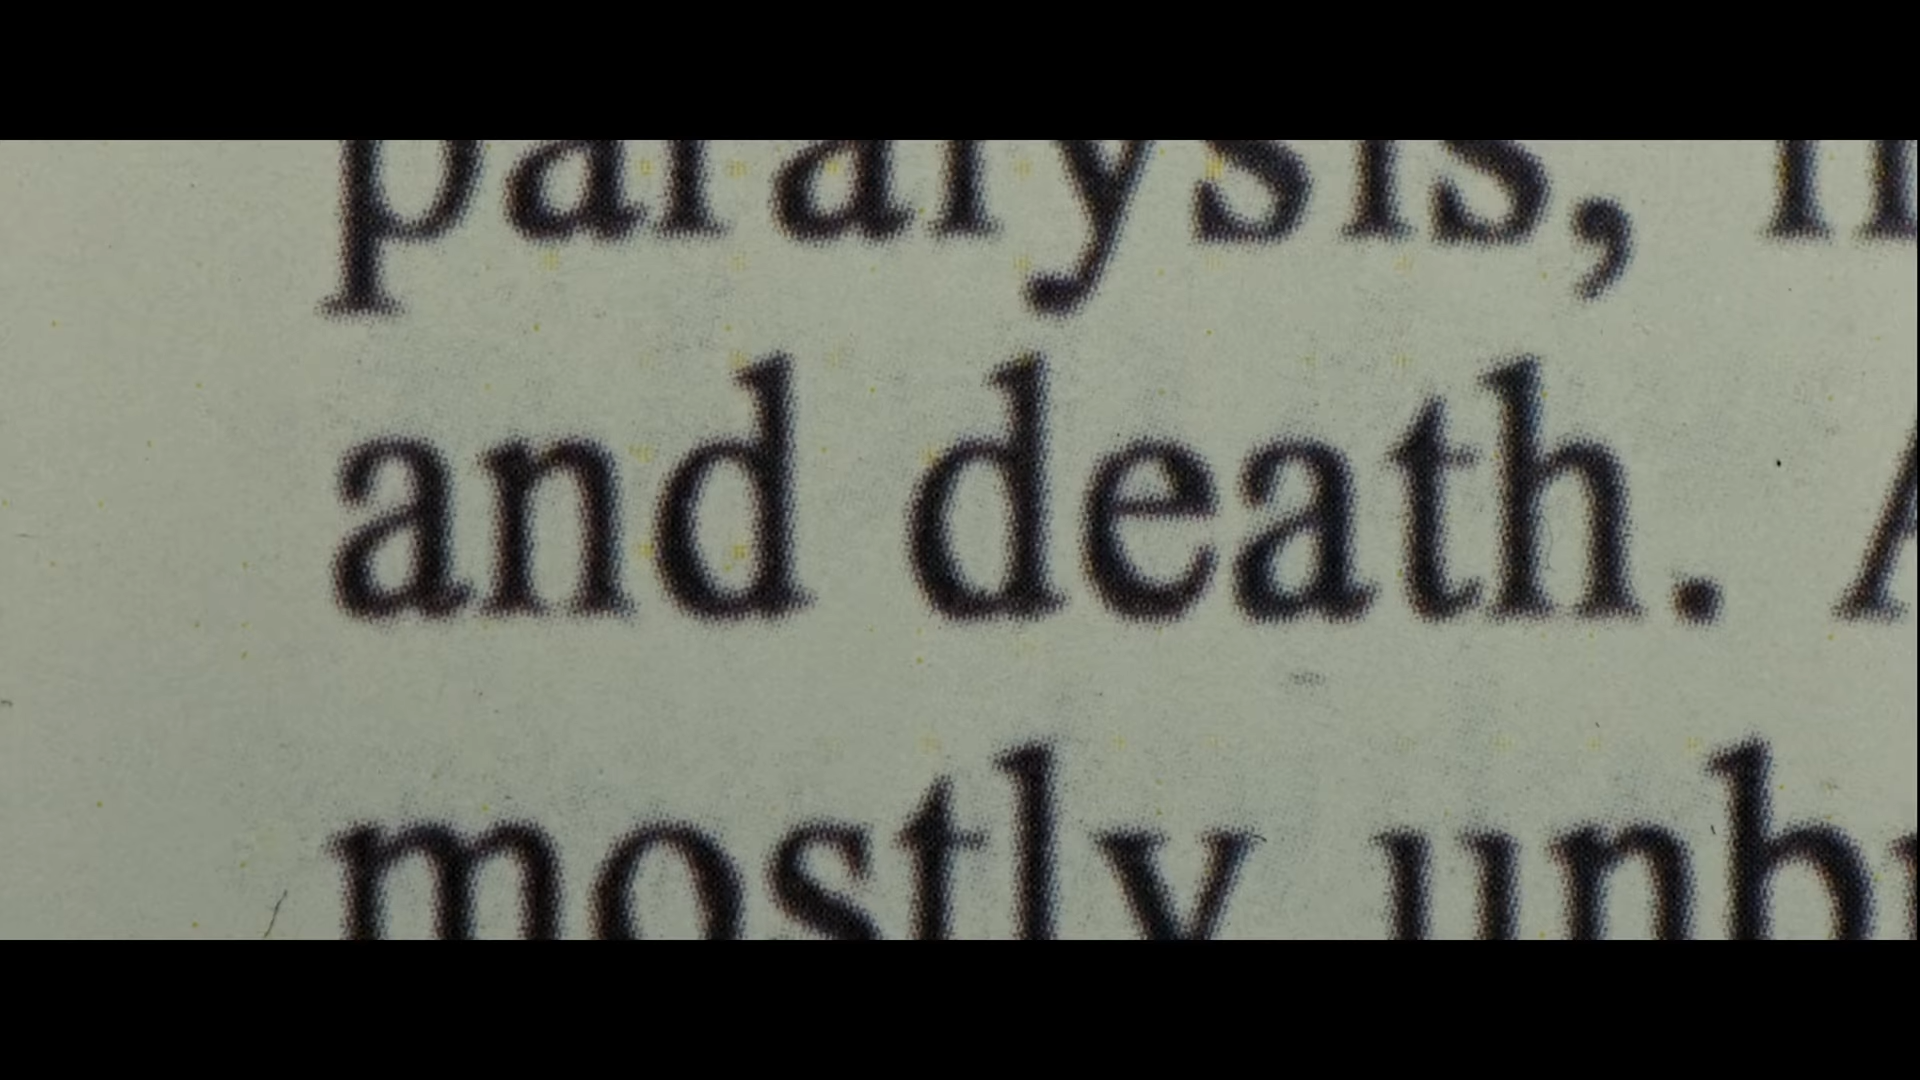 paralysis,
and death.
mostly